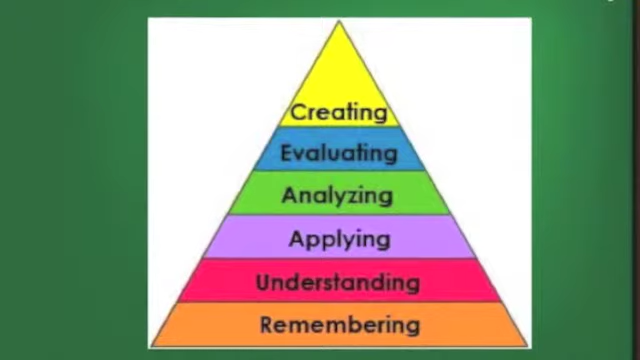 Creating
Evaluating
Analyzing
Applying
Understanding
Remembering